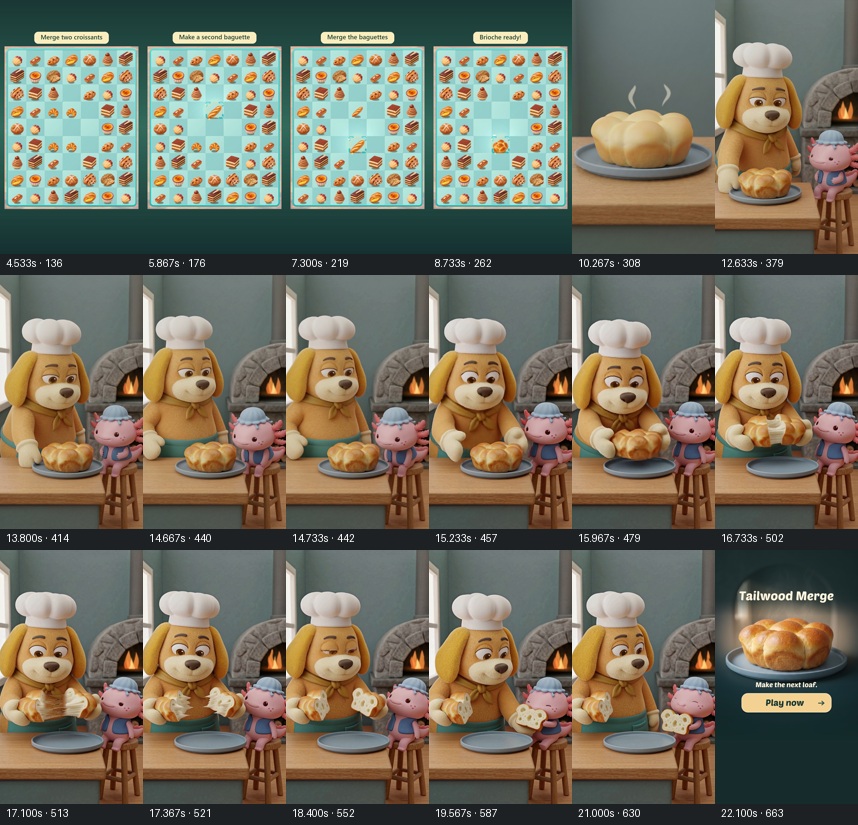 Merge two croissants
Make a second baguette
Merge the baguettes
Brioche ready!
4.533s · 136
5.867s · 176
7.300s · 219
8.733s · 262
10.267s · 308
12.633s · 379
13.800s · 414
14.667s · 440
14.733s · 442
15.233s · 457
15.967s · 479
16.733s · 502
Tailwood Merge
Make the next loaf.
Play now →
17.100s · 513
17.367s · 521
18.400s · 552
19.567s · 587
21.000s · 630
22.100s · 663